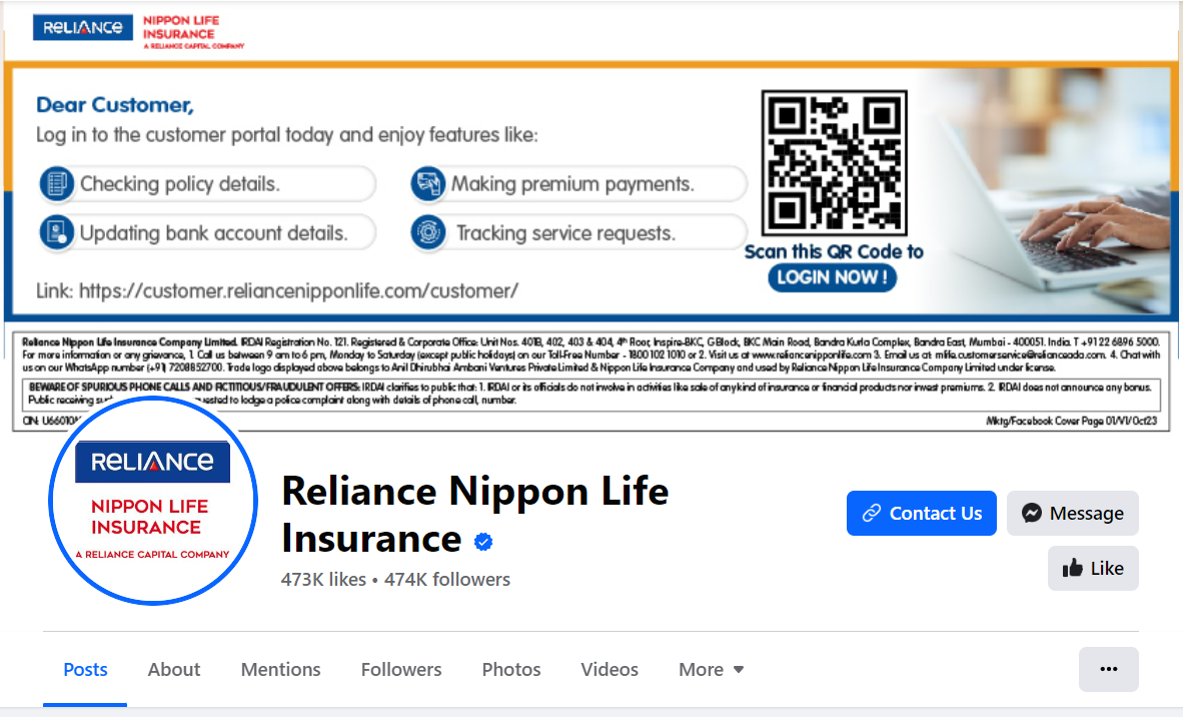 RELIANCE
NIPPON LIFE
INSURANCE
A RELIANCE CAPITAL COMPANY
Dear Customer,
Log in to the customer portal today and enjoy features like:
Checking policy details.
Making premium payments.
Updating bank account details.
Tracking service requests.
Link: https://customer.reliancenipponlife.com/customer/
Scan this QR Code to
LOGIN NOW !
Reliance Nippon Life Insurance Company Limited. IRDAI Registration No. 121. Registered & Corporate Office: Unit Nos. 401B, 402, 403 & 404, 4th Floor, Inspire-BKC, G Block, BKC Main Road, Bandra Kurla Complex, Bandra East, Mumbai - 400051. India. T +91 22 6896 5000.
For more information or any grievance, 1. Call us between 9 am to 6 pm, Monday to Saturday (except public holidays) on our Toll-Free Number - 1800 102 1010 or 2. Visit us at www.reliancenipponlife.com 3. Email us at: rnlife.customerservice@relianceada.com. 4. Chat with
us on our WhatsApp number (+91) 7208852700. Trade logo displayed above belongs to Anil Dhirubhai Ambani Ventures Private Limited & Nippon Life Insurance Company and used by Reliance Nippon Life Insurance Company Limited under license.
BEWARE OF SPURIOUS PHONE CALLS AND FICTITIOUS/FRAUDULENT OFFERS: IRDAI clarifies to public that: 1. IRDAI or its officials do not involve in activities like sale of any kind of insurance or financial products nor invest premiums. 2. IRDAI does not announce any bonus.
Public receiving uested to lodge a police complaint along with details of phone call, number.
CIN: U66010
Mktg/Facebook Cover Page 01/V1/Oct23
RELIANCE
NIPPON LIFE
INSURANCE
A RELIANCE CAPITAL COMPANY
Reliance Nippon Life
Insurance
473K likes • 474K followers
Contact Us
Message
Like
Posts
About
Mentions
Followers
Photos
Videos
More